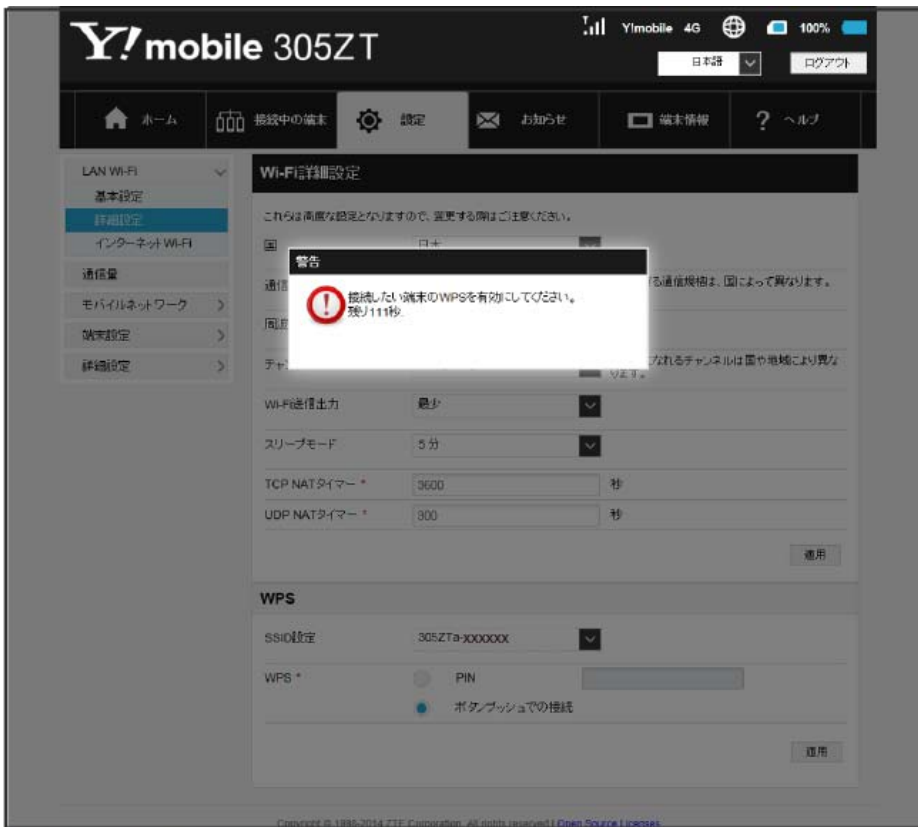 Y! mobile 305ZT
Y!mobile 4G 100%
日本語 ログアウト
ホーム 接続中の端末 設定 お知らせ 端末情報 ? ヘルプ
LAN Wi-Fi
基本設定
詳細設定
インターネットWi-Fi
通信量
モバイルネットワーク
端末設定
詳細設定
Wi-Fi詳細設定
これらは高度な設定となりますので、変更する際はご注意ください。
国 日本
警告
接続したい端末のWPSを有効にしてください。
残り111秒.
る通信規格は、国によって異なります。
なれるチャンネルは国や地域により異な
ります。
Wi-Fi送信出力 最少
スリープモード 5分
TCP NATタイマー * 3600 秒
UDP NATタイマー * 300 秒
適用
WPS
SSID設定 305ZTa-xxxxxx
WPS * PIN
ボタンプッシュでの接続
適用
Copyright © 1998-2014 ZTE Corporation. All rights reserved | Open Source Licenses